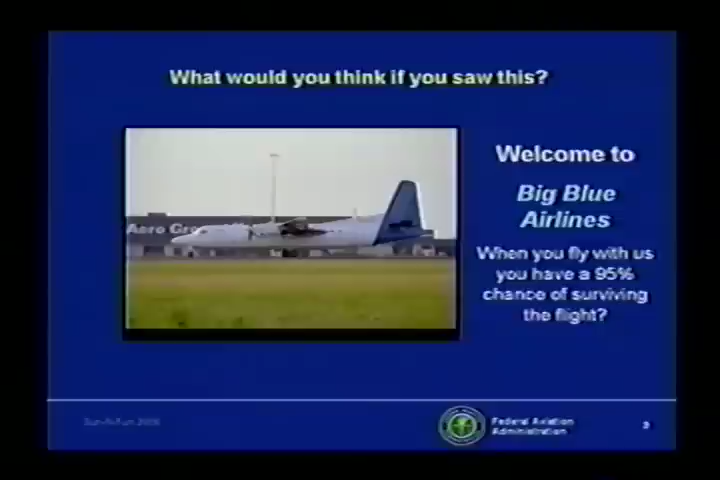 What would you think if you saw this?
Welcome to
Big Blue
Airlines
When you fly with us
you have a 95%
chance of surviving
the flight?
Aero
Federal Aviation
Administration